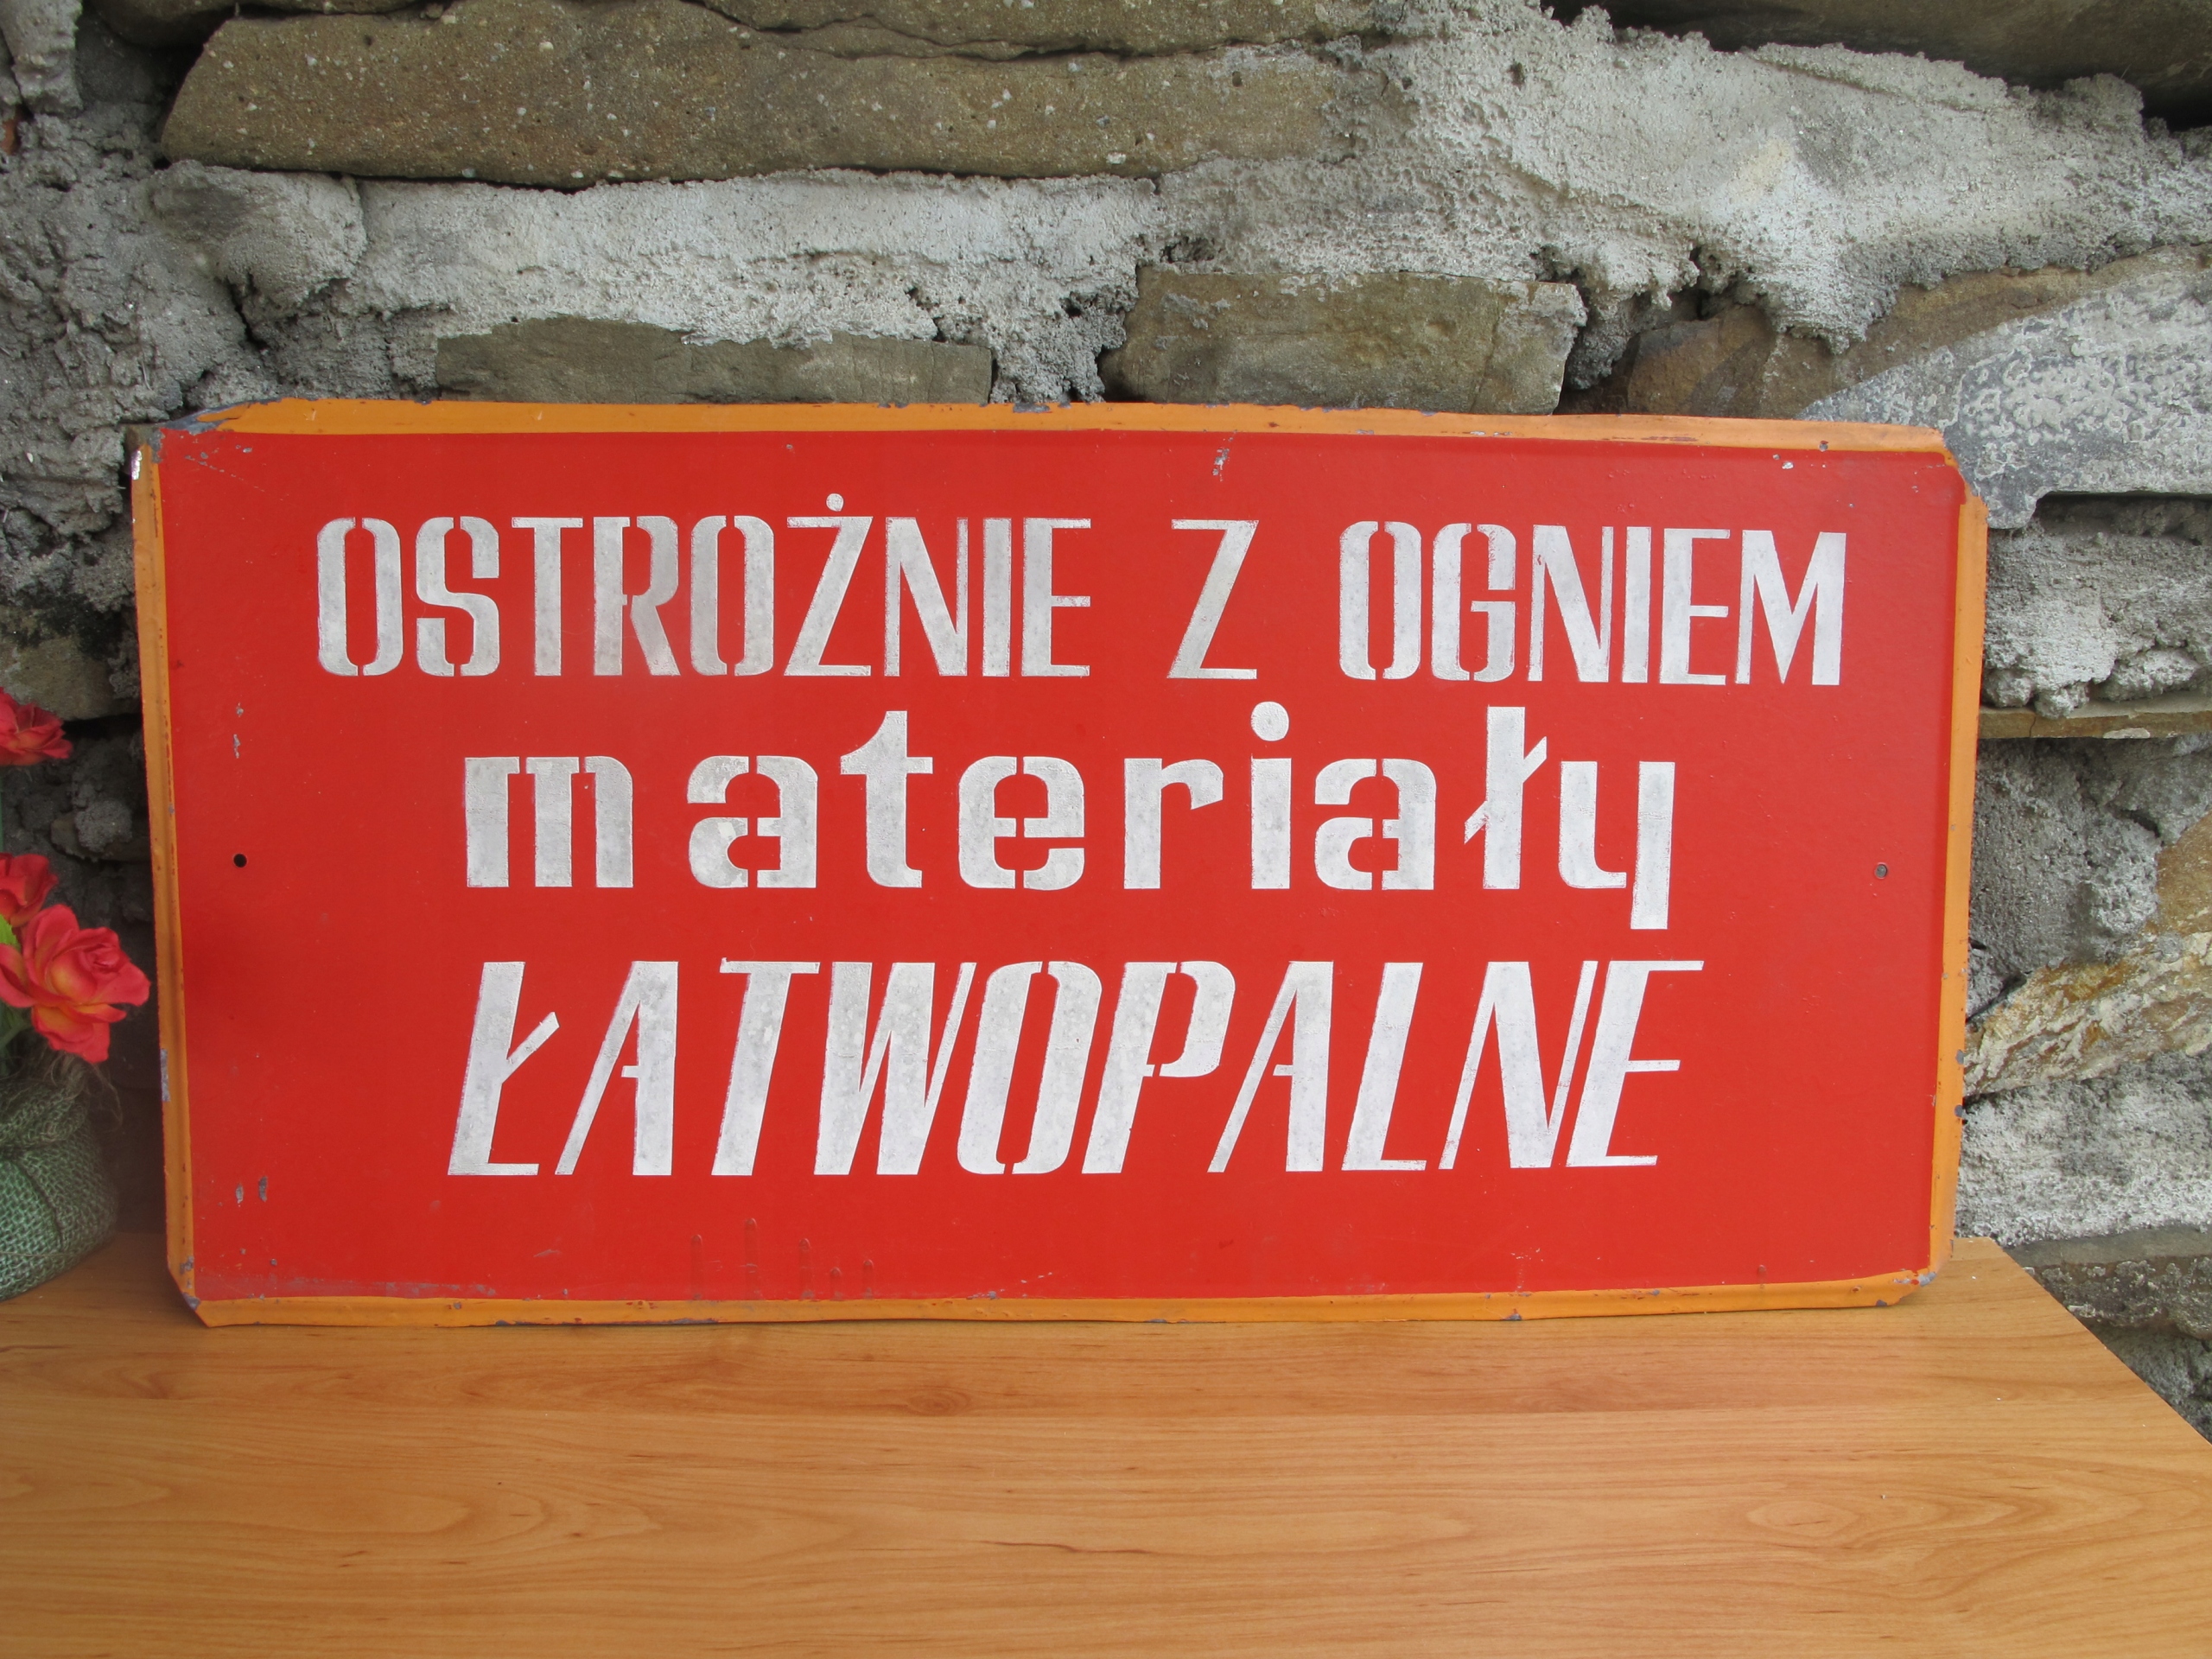 OSTROŻNIE Z OGNIEM
materiały
ŁATWOPALNE